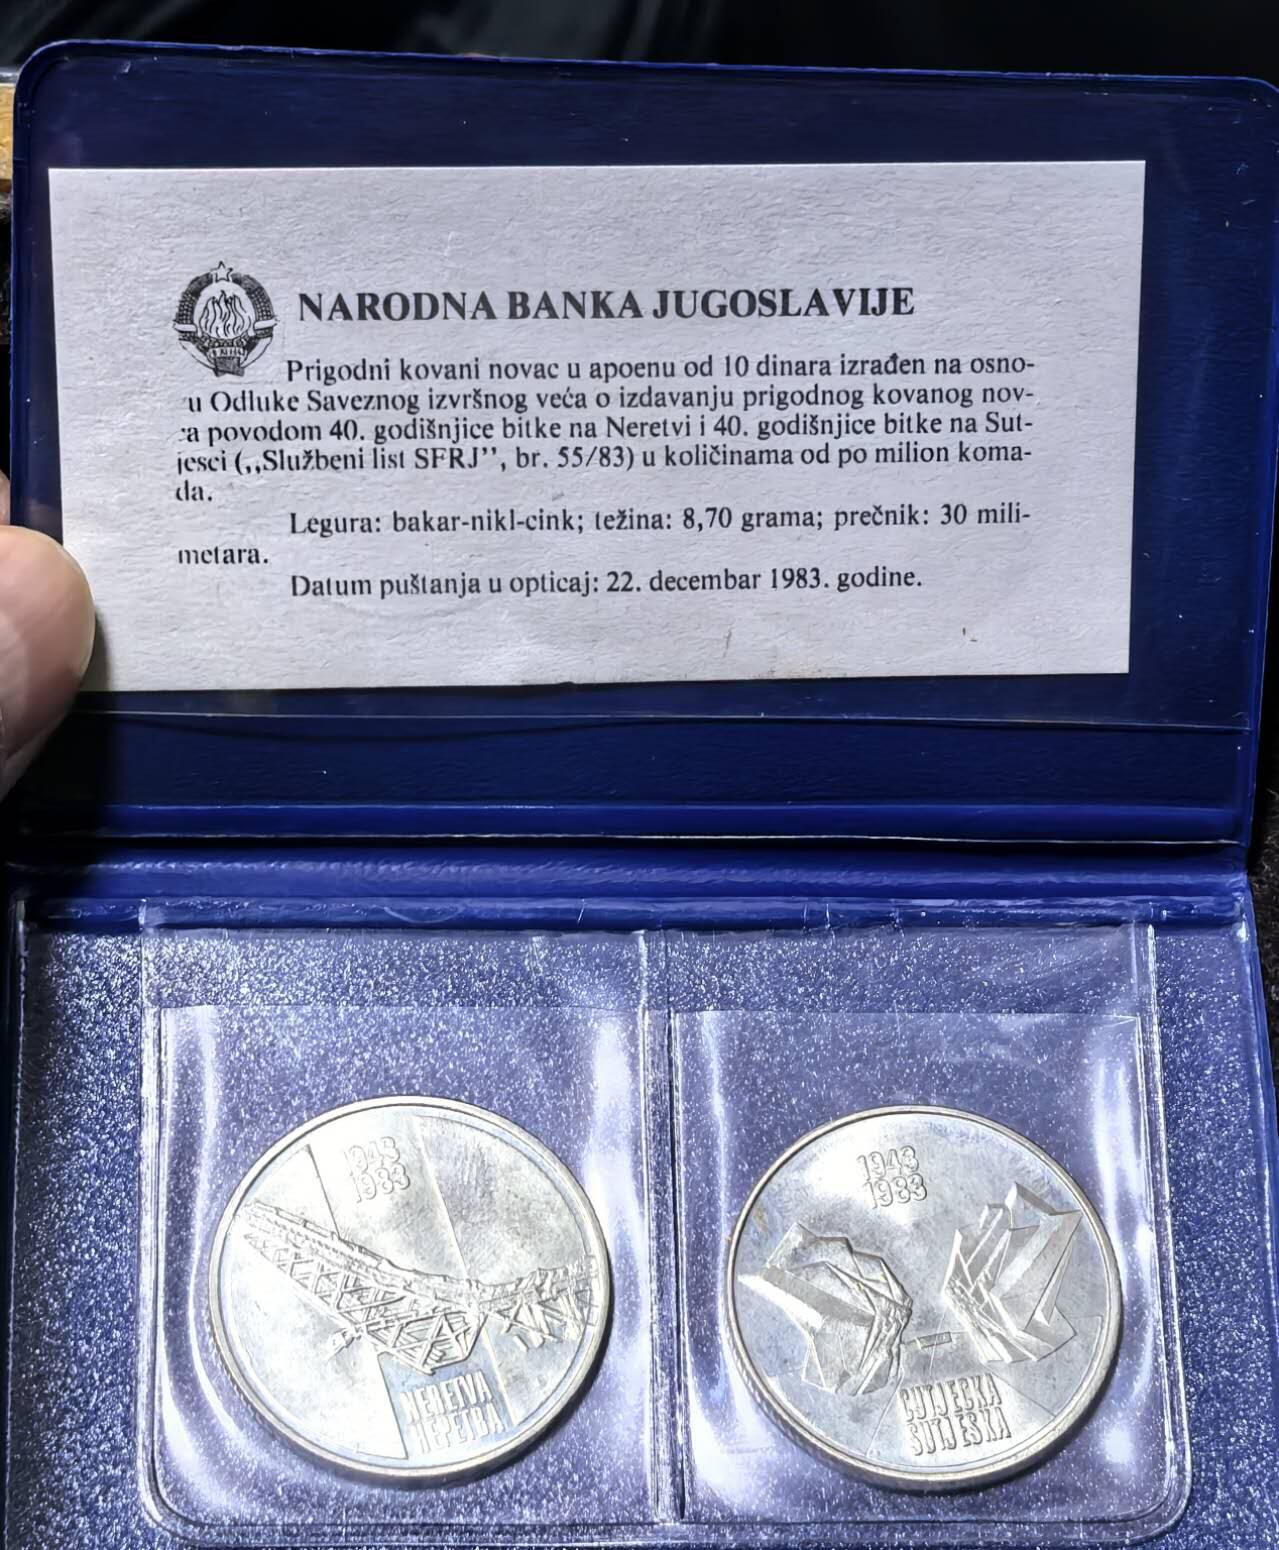 NARODNA BANKA JUGOSLAVIJE
Prigodni kovani novac u apoenu od 10 dinara izrađen na osno-
u Odluke Saveznog izvršnog veća o izdavanju prigodnog kovanog nov-
ca povodom 40. godišnjice bitke na Neretvi i 40. godišnjice bitke na Sut-
jesci („Službeni list SFRJ”, br. 55/83) u količinama od po milion koma-
da.
Legura: bakar-nikl-cink; težina: 8,70 grama; prečnik: 30 mili-
metara.
Datum puštanja u opticaj: 22. decembar 1983. godine.
1943
1983
NERETVA
НЕРЕТВА
1943
1983
СУТЈЕСКА
SUTJESKA